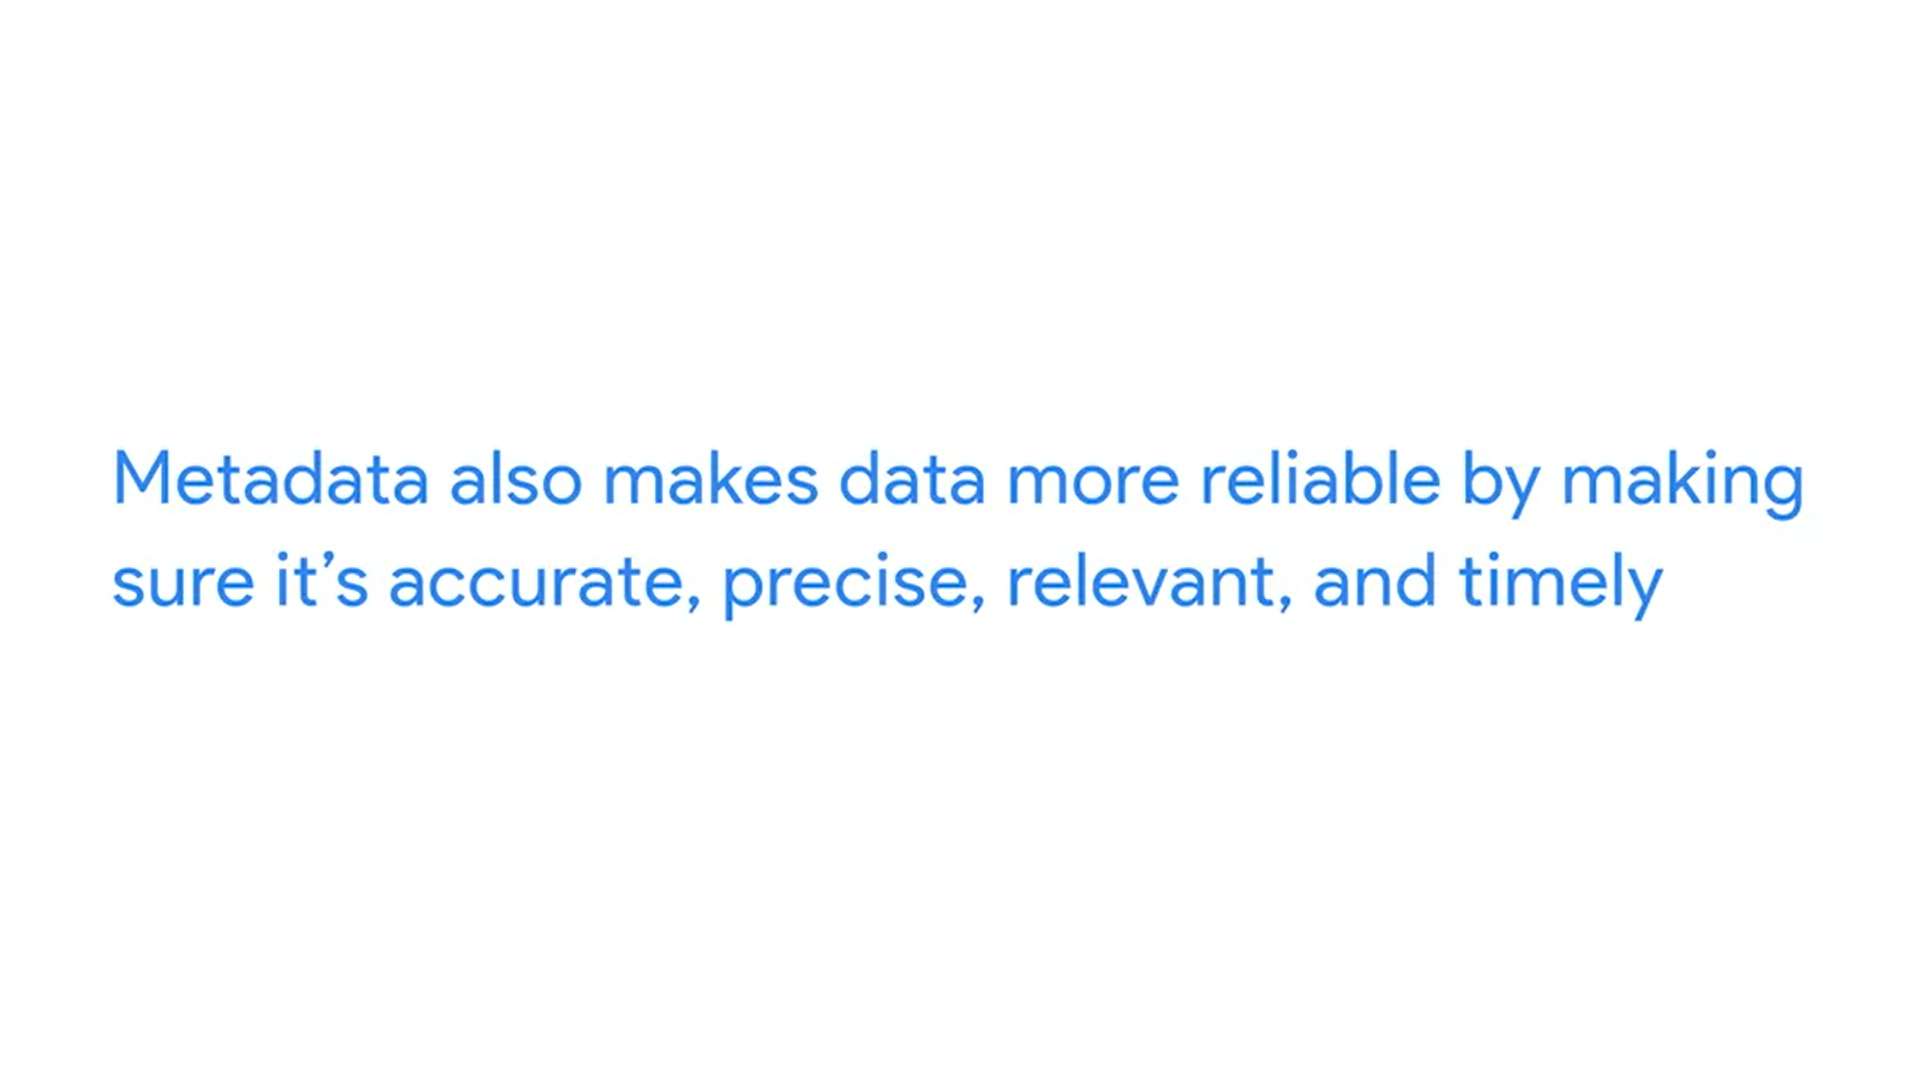 Metadata also makes data more reliable by making
sure it’s accurate, precise, relevant, and timely